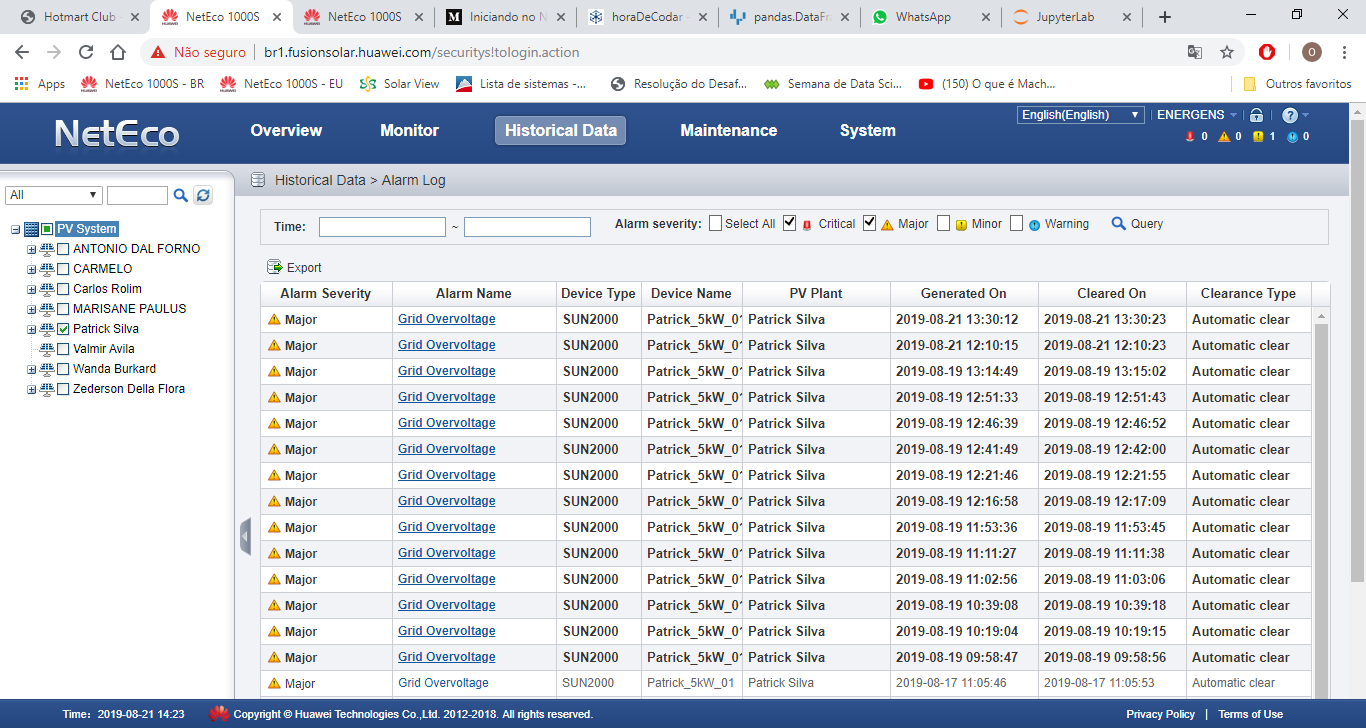 Hotmart Club
NetEco 1000S
NetEco 1000S
Iniciando no N
horaDeCodar -
pandas.DataFra
WhatsApp
JupyterLab
Não seguro | br1.fusionsolar.huawei.com/securitys!tologin.action
O
Apps
NetEco 1000S - BR
NetEco 1000S - EU
Solar View
Lista de sistemas -...
Resolução do Desaf...
Semana de Data Sci...
(150) O que é Mach...
Outros favoritos
NetEco
Overview
Monitor
Historical Data
Maintenance
System
English(English)
ENERGENS
0 0 1 0
All
PV System
ANTONIO DAL FORNO
CARMELO
Carlos Rolim
MARISANE PAULUS
Patrick Silva
Valmir Avila
Wanda Burkard
Zederson Della Flora
Historical Data > Alarm Log
Time: ~ Alarm severity: Select All Critical Major Minor Warning Query
Export
Alarm Severity Alarm Name Device Type Device Name PV Plant Generated On Cleared On Clearance Type
Major Grid Overvoltage SUN2000 Patrick_5kW_01 Patrick Silva 2019-08-21 13:30:12 2019-08-21 13:30:23 Automatic clear
Major Grid Overvoltage SUN2000 Patrick_5kW_01 Patrick Silva 2019-08-21 12:10:15 2019-08-21 12:10:23 Automatic clear
Major Grid Overvoltage SUN2000 Patrick_5kW_01 Patrick Silva 2019-08-19 13:14:49 2019-08-19 13:15:02 Automatic clear
Major Grid Overvoltage SUN2000 Patrick_5kW_01 Patrick Silva 2019-08-19 12:51:33 2019-08-19 12:51:43 Automatic clear
Major Grid Overvoltage SUN2000 Patrick_5kW_01 Patrick Silva 2019-08-19 12:46:39 2019-08-19 12:46:52 Automatic clear
Major Grid Overvoltage SUN2000 Patrick_5kW_01 Patrick Silva 2019-08-19 12:41:49 2019-08-19 12:42:00 Automatic clear
Major Grid Overvoltage SUN2000 Patrick_5kW_01 Patrick Silva 2019-08-19 12:21:46 2019-08-19 12:21:55 Automatic clear
Major Grid Overvoltage SUN2000 Patrick_5kW_01 Patrick Silva 2019-08-19 12:16:58 2019-08-19 12:17:09 Automatic clear
Major Grid Overvoltage SUN2000 Patrick_5kW_01 Patrick Silva 2019-08-19 11:53:36 2019-08-19 11:53:45 Automatic clear
Major Grid Overvoltage SUN2000 Patrick_5kW_01 Patrick Silva 2019-08-19 11:11:27 2019-08-19 11:11:38 Automatic clear
Major Grid Overvoltage SUN2000 Patrick_5kW_01 Patrick Silva 2019-08-19 11:02:56 2019-08-19 11:03:06 Automatic clear
Major Grid Overvoltage SUN2000 Patrick_5kW_01 Patrick Silva 2019-08-19 10:39:08 2019-08-19 10:39:18 Automatic clear
Major Grid Overvoltage SUN2000 Patrick_5kW_01 Patrick Silva 2019-08-19 10:19:04 2019-08-19 10:19:15 Automatic clear
Major Grid Overvoltage SUN2000 Patrick_5kW_01 Patrick Silva 2019-08-19 09:58:47 2019-08-19 09:58:56 Automatic clear
Major Grid Overvoltage SUN2000 Patrick_5kW_01 Patrick Silva 2019-08-17 11:05:46 2019-08-17 11:05:53 Automatic clear
Time: 2019-08-21 14:23 Copyright © Huawei Technologies Co.,Ltd. 2012-2018. All rights reserved. Privacy Policy | Terms of Use